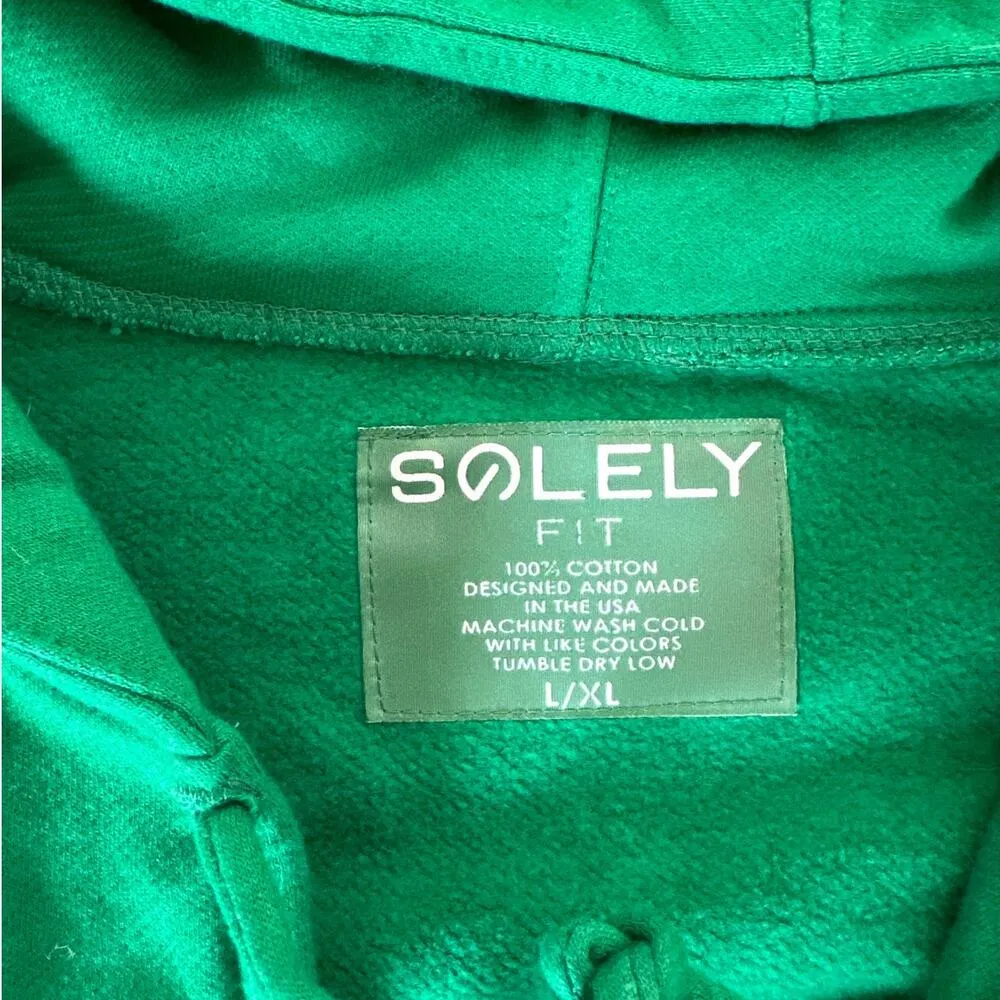 SOLELY
FIT
100% COTTON
DESIGNED AND MADE
IN THE USA
MACHINE WASH COLD
WITH LIKE COLORS
TUMBLE DRY LOW
L/XL